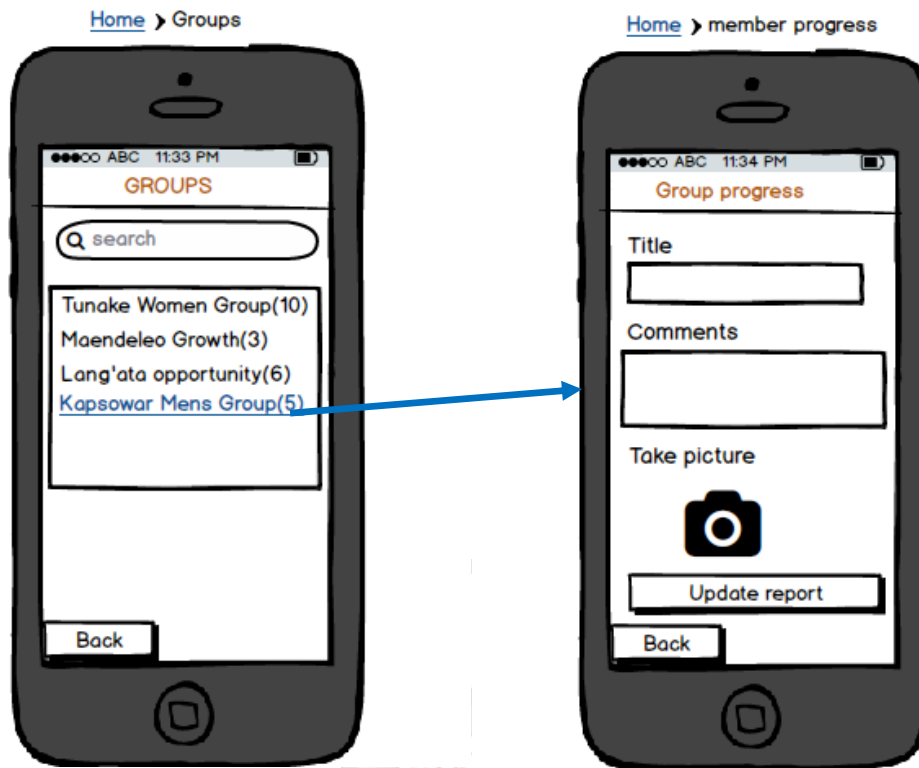 Home > Groups
ABC 11:33 PM
GROUPS
search
Tunake Women Group(10)
Maendeleo Growth(3)
Lang'ata opportunity(6)
Kapsowar Mens Group(5)
Back
Home > member progress
ABC 11:34 PM
Group progress
Title
Comments
Take picture
Update report
Back